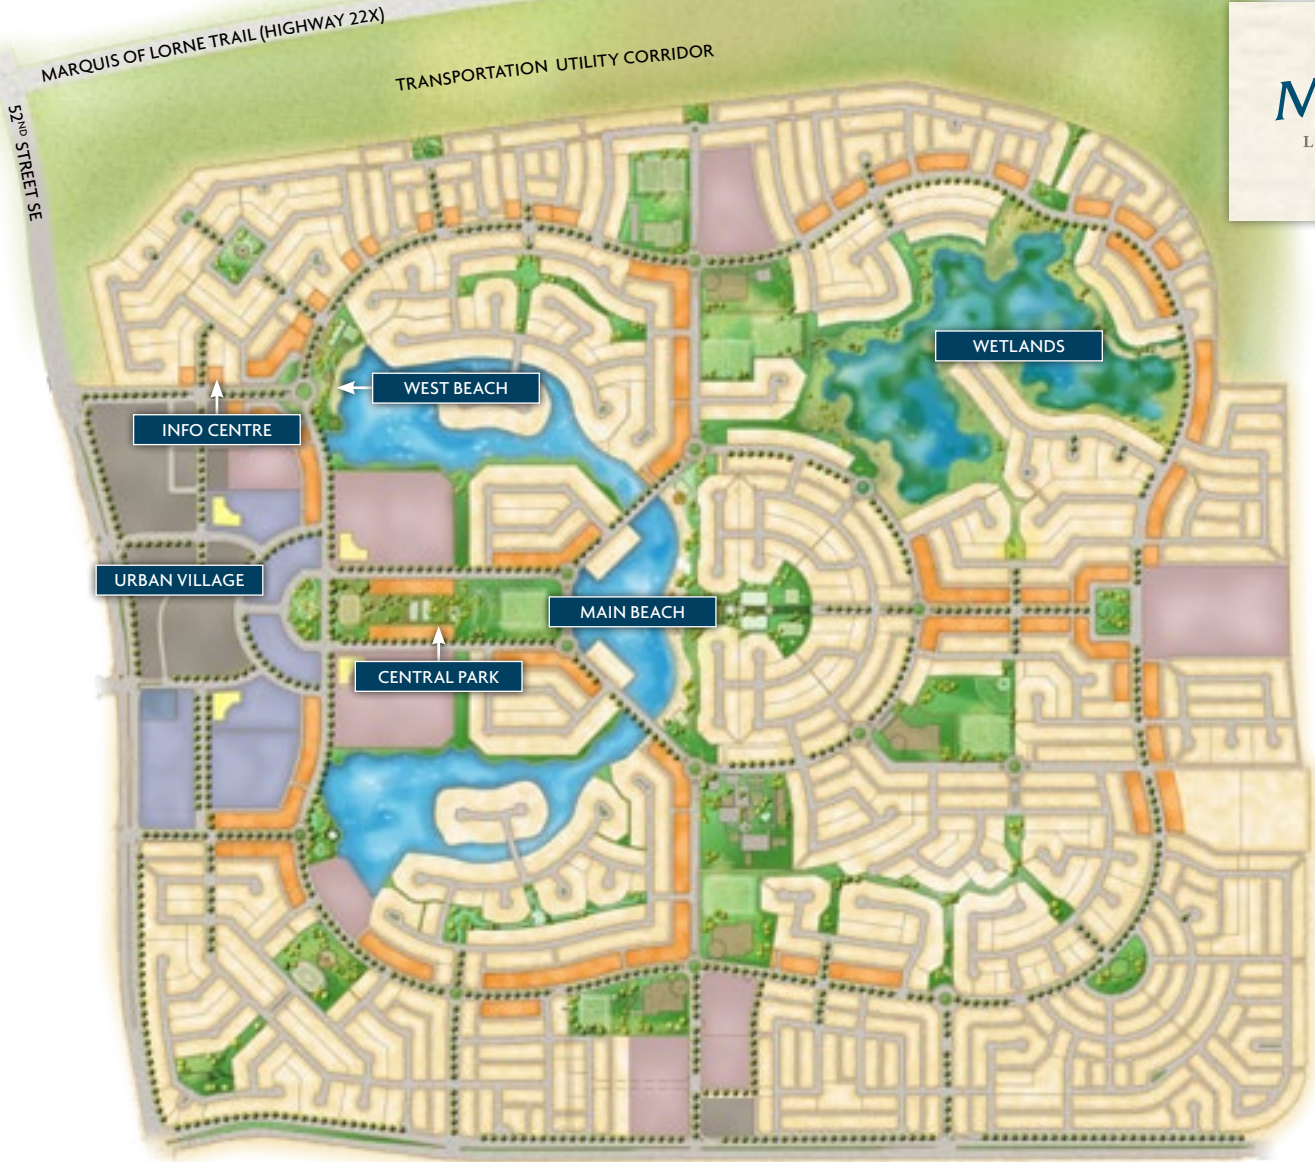 MARQUIS OF LORNE TRAIL (HIGHWAY 22X)
TRANSPORTATION UTILITY CORRIDOR
52ND STREET SE
WETLANDS
WEST BEACH
INFO CENTRE
URBAN VILLAGE
MAIN BEACH
CENTRAL PARK